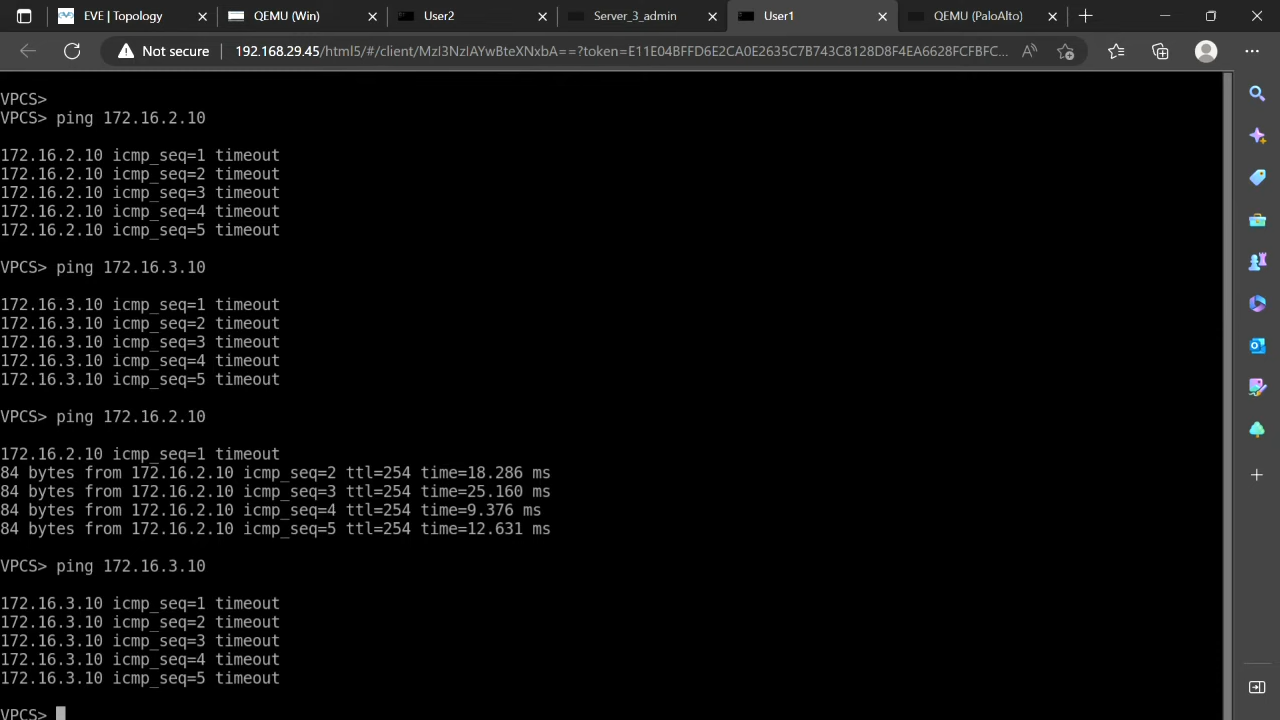 EVE | Topology
QEMU (Win)
User2
Server_3_admin
User1
QEMU (PaloAlto)
Not secure
192.168.29.45/html5/#/client/MzI3NzIAYwBteXNxbA==?token=E11E04BFFD6E2CA0E2635C7B743C8128D8F4EA6628FCFBFC...
VPCS>
VPCS> ping 172.16.2.10
172.16.2.10 icmp_seq=1 timeout
172.16.2.10 icmp_seq=2 timeout
172.16.2.10 icmp_seq=3 timeout
172.16.2.10 icmp_seq=4 timeout
172.16.2.10 icmp_seq=5 timeout
VPCS> ping 172.16.3.10
172.16.3.10 icmp_seq=1 timeout
172.16.3.10 icmp_seq=2 timeout
172.16.3.10 icmp_seq=3 timeout
172.16.3.10 icmp_seq=4 timeout
172.16.3.10 icmp_seq=5 timeout
VPCS> ping 172.16.2.10
172.16.2.10 icmp_seq=1 timeout
84 bytes from 172.16.2.10 icmp_seq=2 ttl=254 time=18.286 ms
84 bytes from 172.16.2.10 icmp_seq=3 ttl=254 time=25.160 ms
84 bytes from 172.16.2.10 icmp_seq=4 ttl=254 time=9.376 ms
84 bytes from 172.16.2.10 icmp_seq=5 ttl=254 time=12.631 ms
VPCS> ping 172.16.3.10
172.16.3.10 icmp_seq=1 timeout
172.16.3.10 icmp_seq=2 timeout
172.16.3.10 icmp_seq=3 timeout
172.16.3.10 icmp_seq=4 timeout
172.16.3.10 icmp_seq=5 timeout
VPCS>